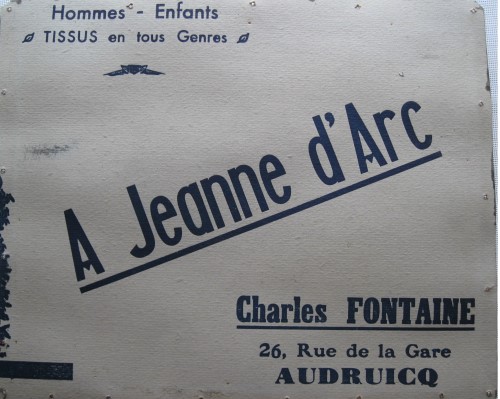 Hommes - Enfants
TISSUS en tous Genres
A Jeanne d'Arc
Charles FONTAINE
26, Rue de la Gare
AUDRUICQ